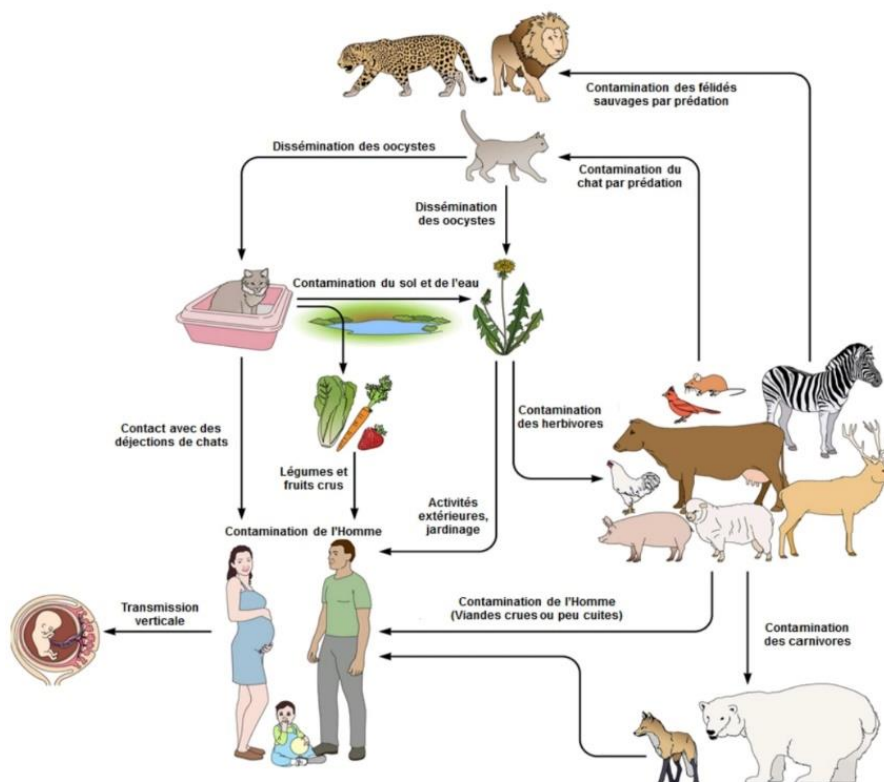 Contamination des félidés
sauvages par prédation
Dissémination des oocystes
Contamination du
chat par prédation
Dissémination
des oocystes
Contamination du sol et de l'eau
Contact avec des
déjections de chats
Légumes et
fruits crus
Contamination
des herbivores
Activités
extérieures,
jardinage
Contamination de l'Homme
Transmission
verticale
Contamination de l'Homme
(Viandes crues ou peu cuites)
Contamination
des carnivores